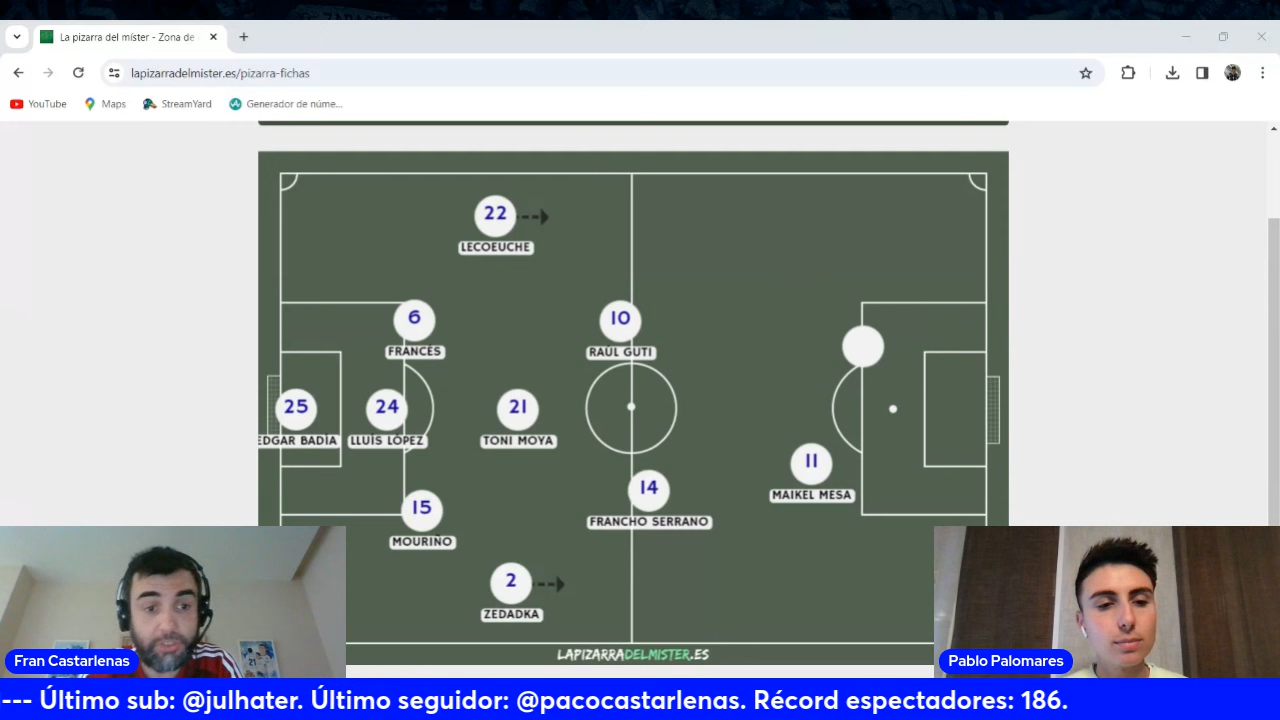 La pizarra del míster - Zona de
lapizarradelmister.es/pizarra-fichas
YouTube
Maps
StreamYard
Generador de núme...
22
LECOEUCHE
6
FRANCÉS
10
RAÚL GUTI
25
EDGAR BADÍA
24
LLUÍS LÓPEZ
21
TONI MOYA
11
MAIKEL MESA
14
FRANCHO SERRANO
15
MOURIÑO
2
ZEDADKA
LAPIZARRADELMISTER.ES
Fran Castarlenas
Pablo Palomares
--- Último sub: @julhater. Último seguidor: @pacocastarlenas. Récord espectadores: 186.